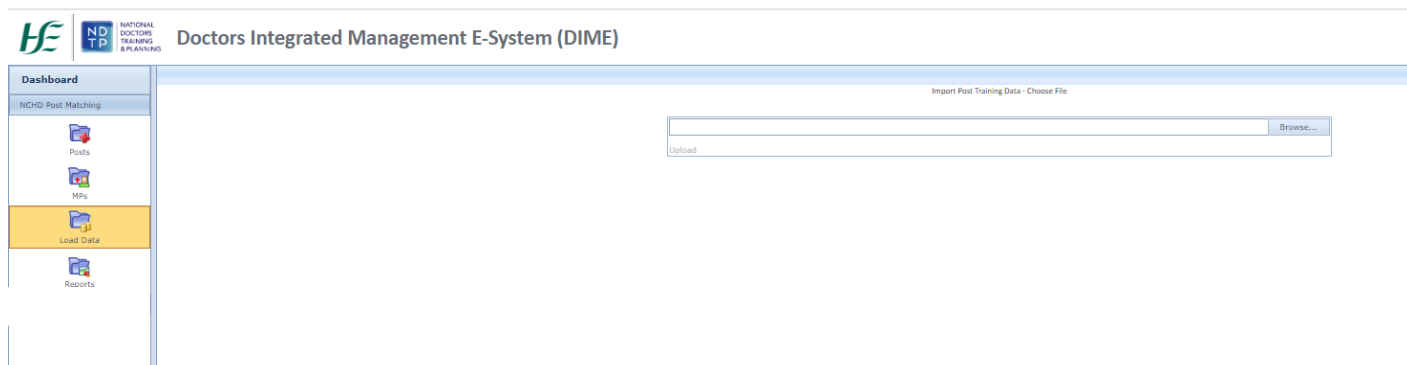 NATIONAL
DOCTORS
TRAINING
& PLANNING
ND
TP
Doctors Integrated Management E-System (DIME)
Dashboard
NCHD Post Matching
Posts
MPs
Load Data
Reports
Import Post Training Data - Choose File
Browse...
Upload